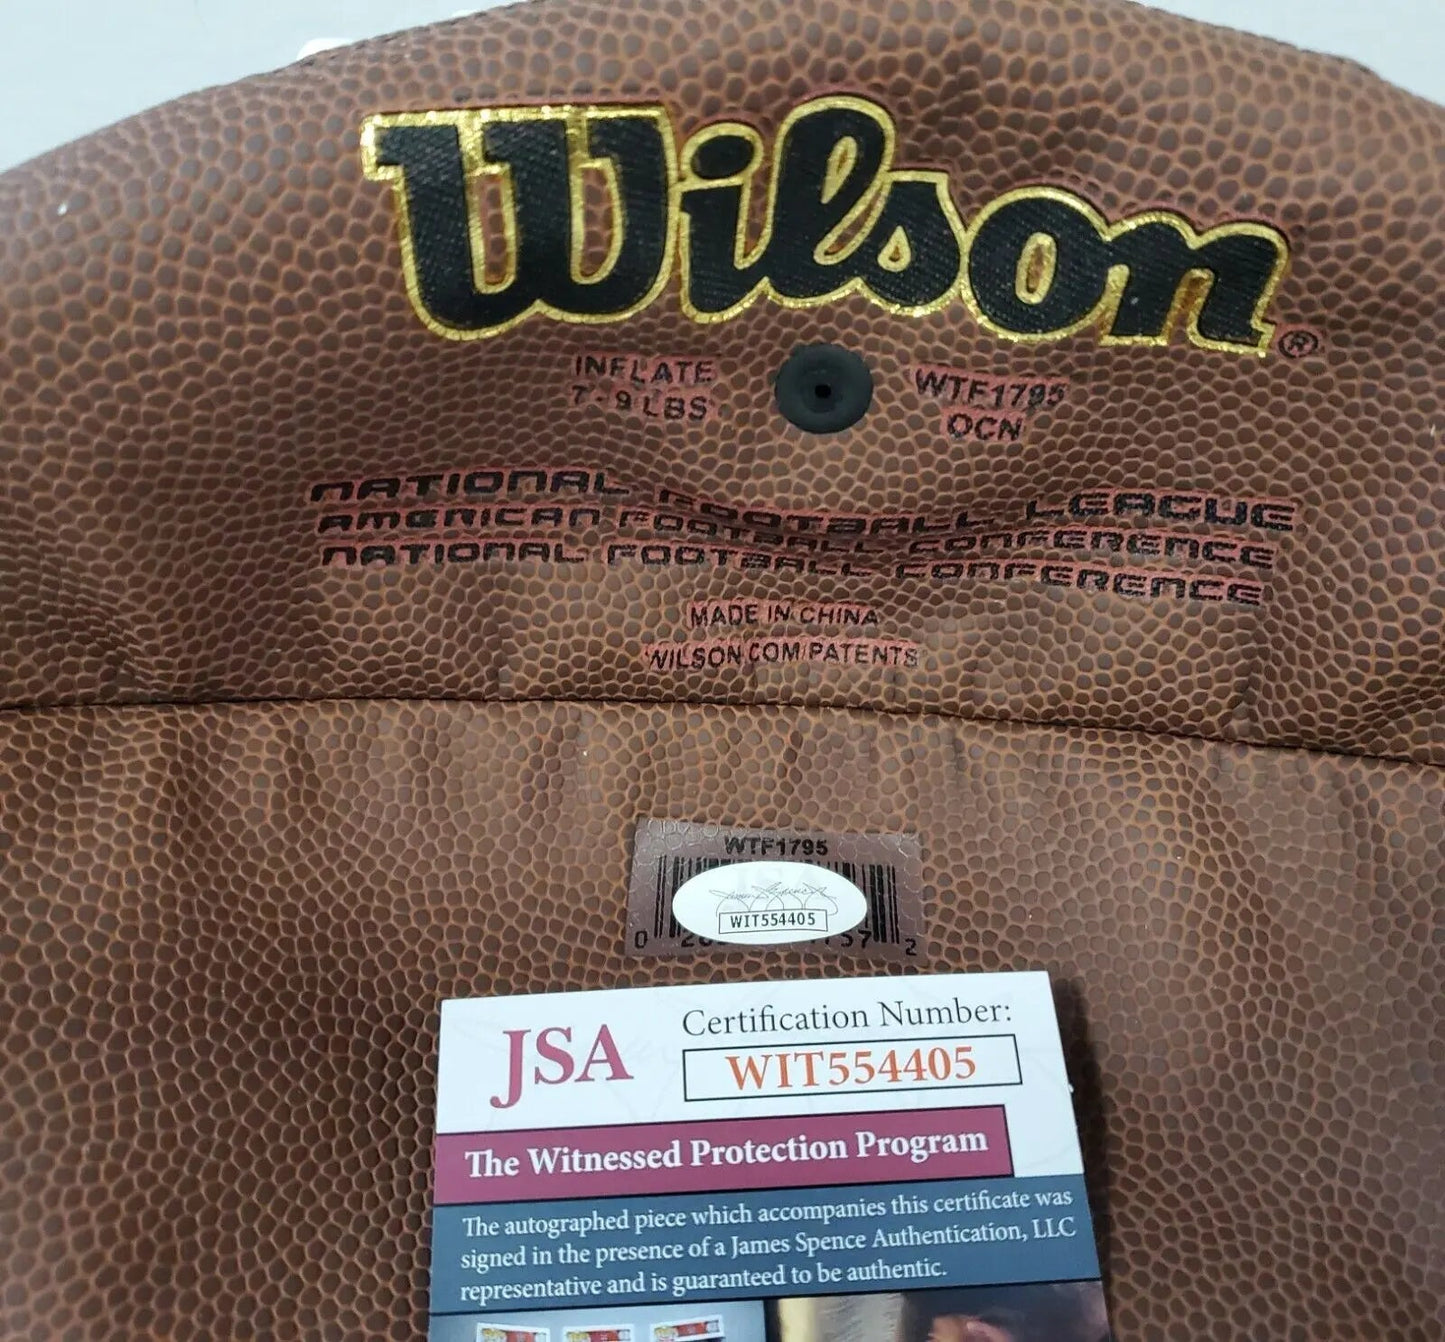 Wilson
®
INFLATE
7-9 LBS
WTF1795
OCN
NATIONAL FOOTBALL LEAGUE
AMERICAN FOOTBALL CONFERENCE
NATIONAL FOOTBALL CONFERENCE
MADE IN CHINA
WILSON.COM/PATENTS
WTF1795
WIT554405
0
2
JSA
Certification Number:
WIT554405
The Witnessed Protection Program
The autographed piece which accompanies this certificate was
signed in the presence of a James Spence Authentication, LLC
representative and is guaranteed to be authentic.